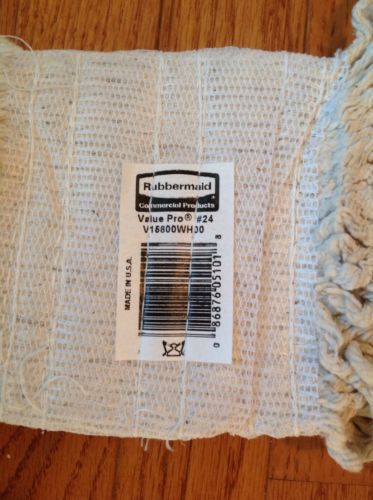 Rubbermaid
Commercial Products
Value Pro® #24
V15800WH00
MADE IN U.S.A.
0 86876 05101 8